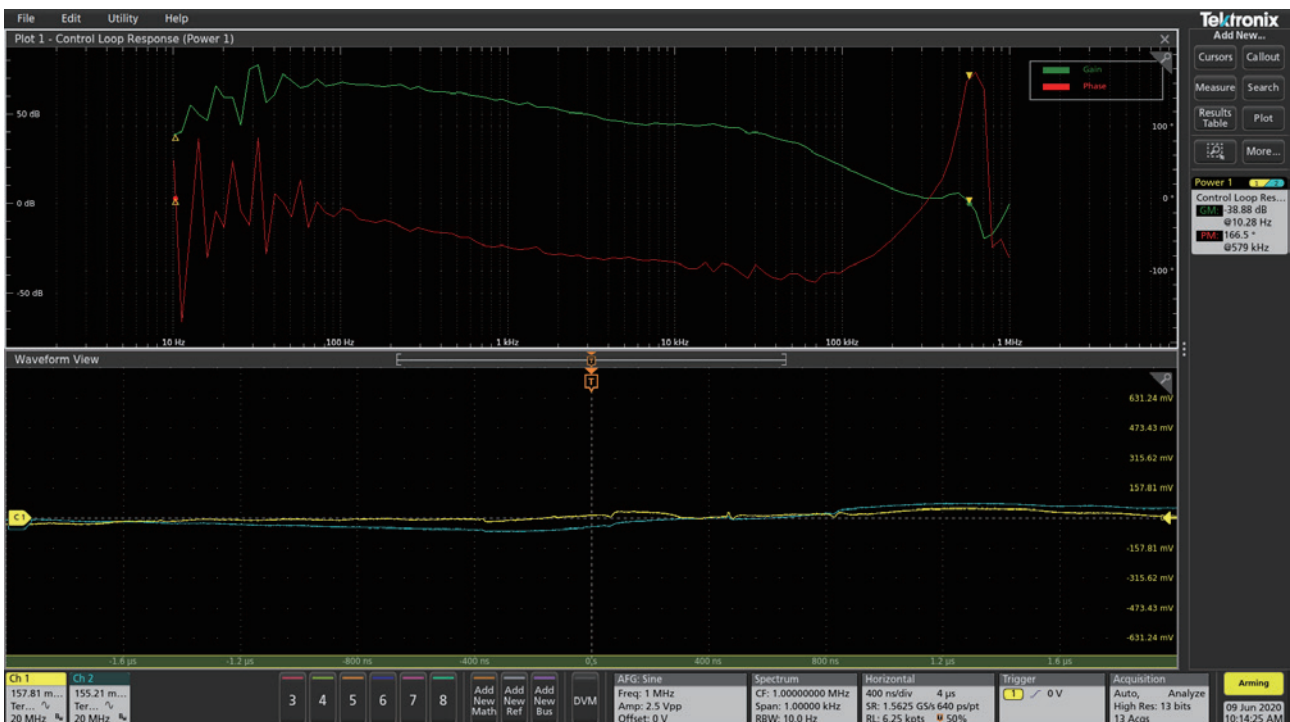 File Edit Utility Help
Tektronix
Plot 1 - Control Loop Response (Power 1)
Add New...
Cursors Callout
Measure Search
Results Table Plot
More...
Gain
Phase
50 dB
0 dB
-50 dB
100 °
0 °
-100 °
10 Hz 100 Hz 1 kHz 10 kHz 100 kHz 1 MHz
Power 1 1 2
Control Loop Res...
GM: -38.88 dB
@10.28 Hz
PM: 166.5 °
@579 kHz
Waveform View
T
T
631.24 mV
473.43 mV
315.62 mV
157.81 mV
C1
-157.81 mV
-315.62 mV
-473.43 mV
-631.24 mV
-1.6 µs -1.2 µs -800 ns -400 ns 0 s 400 ns 800 ns 1.2 µs 1.6 µs
Ch 1
157.81 m...
Ter...
20 MHz
Ch 2
155.21 m...
Ter...
20 MHz
3 4 5 6 7 8
Add New Math
Add New Ref
Add New Bus
DVM
AFG: Sine
Freq: 1 MHz
Amp: 2.5 Vpp
Offset: 0 V
Spectrum
CF: 1.00000000 MHz
Span: 1.00000 kHz
RBW: 10.0 Hz
Horizontal
400 ns/div 4 µs
SR: 1.5625 GS/s 640 ps/pt
RL: 6.25 kpts 50%
Trigger
1 0 V
Acquisition
Auto, Analyze
High Res: 13 bits
13 Acqs
Arming
09 Jun 2020
10:14:25 AM